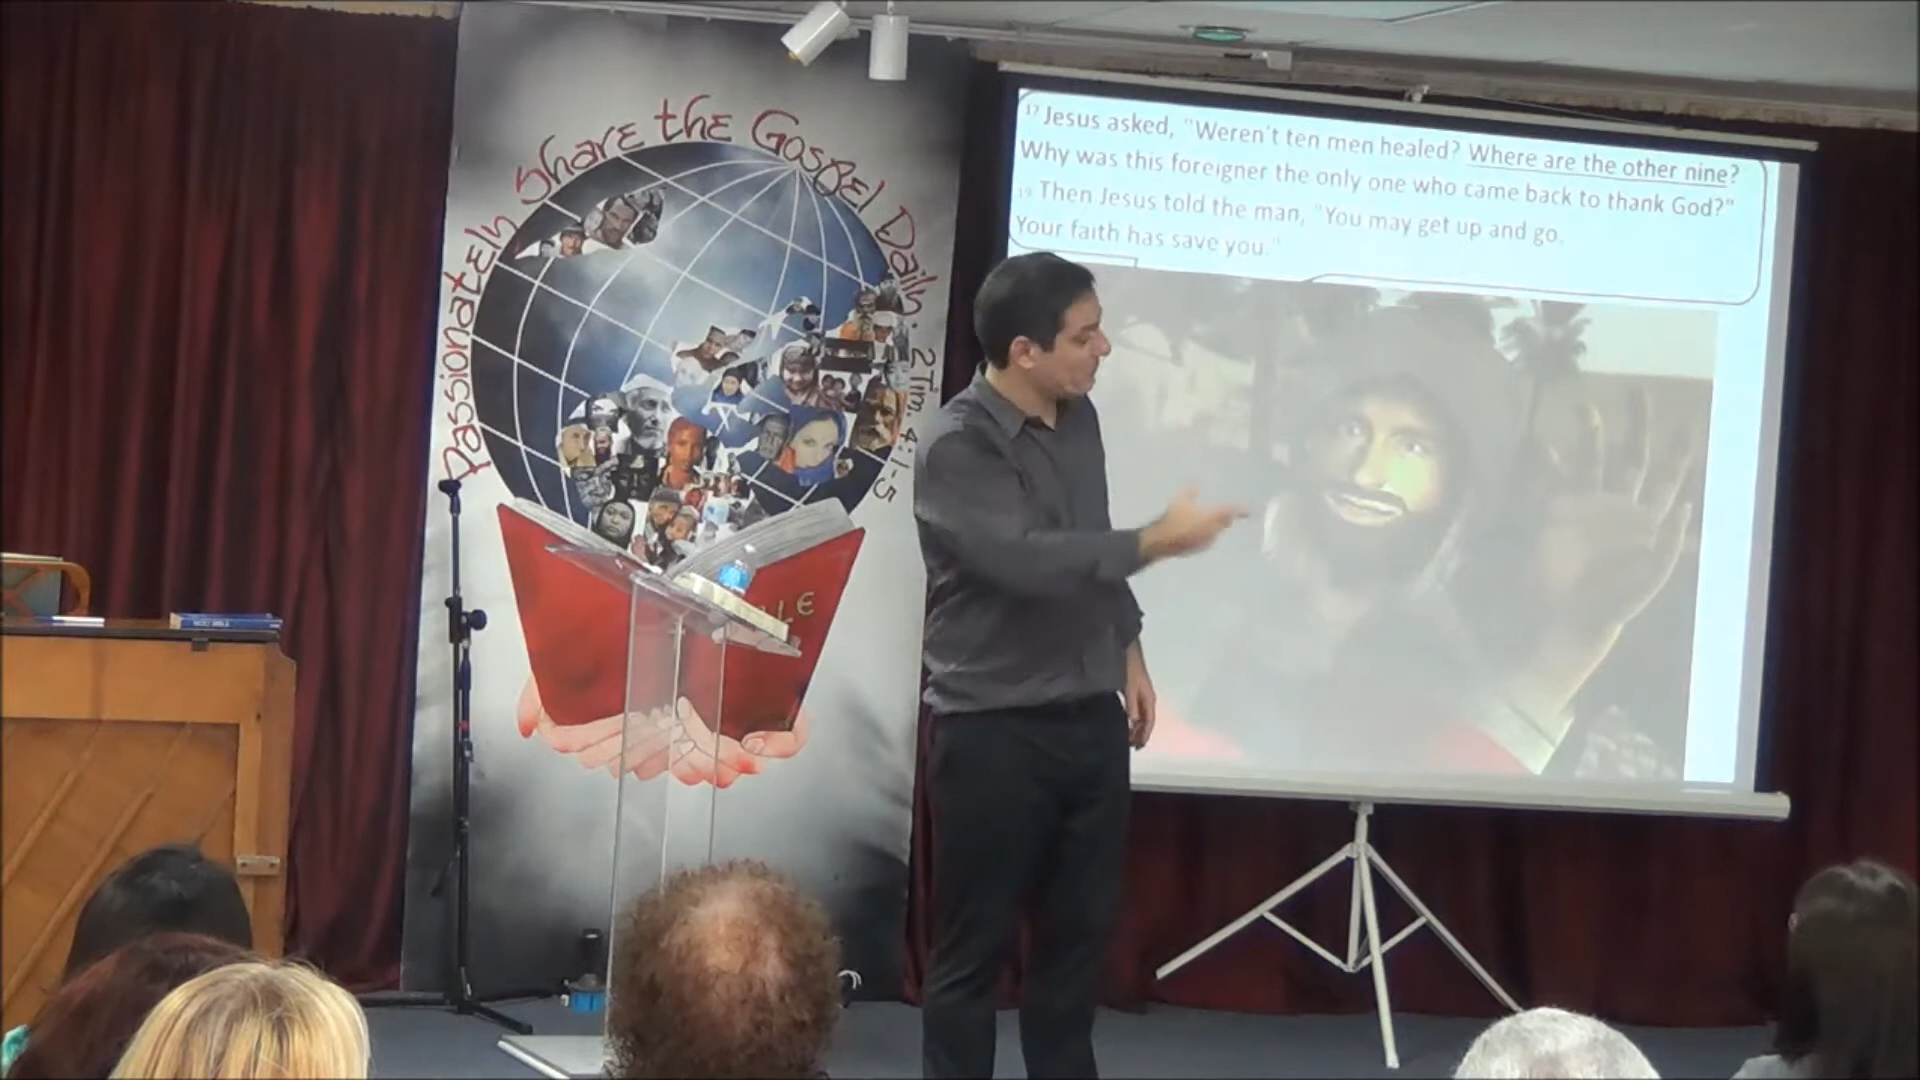 Passionately Share the Gospel Daily. 2 Tim. 4:1-5
17 Jesus asked, "Weren't ten men healed? Where are the other nine?
Why was this foreigner the only one who came back to thank God?"
19 Then Jesus told the man, "You may get up and go.
Your faith has save you."